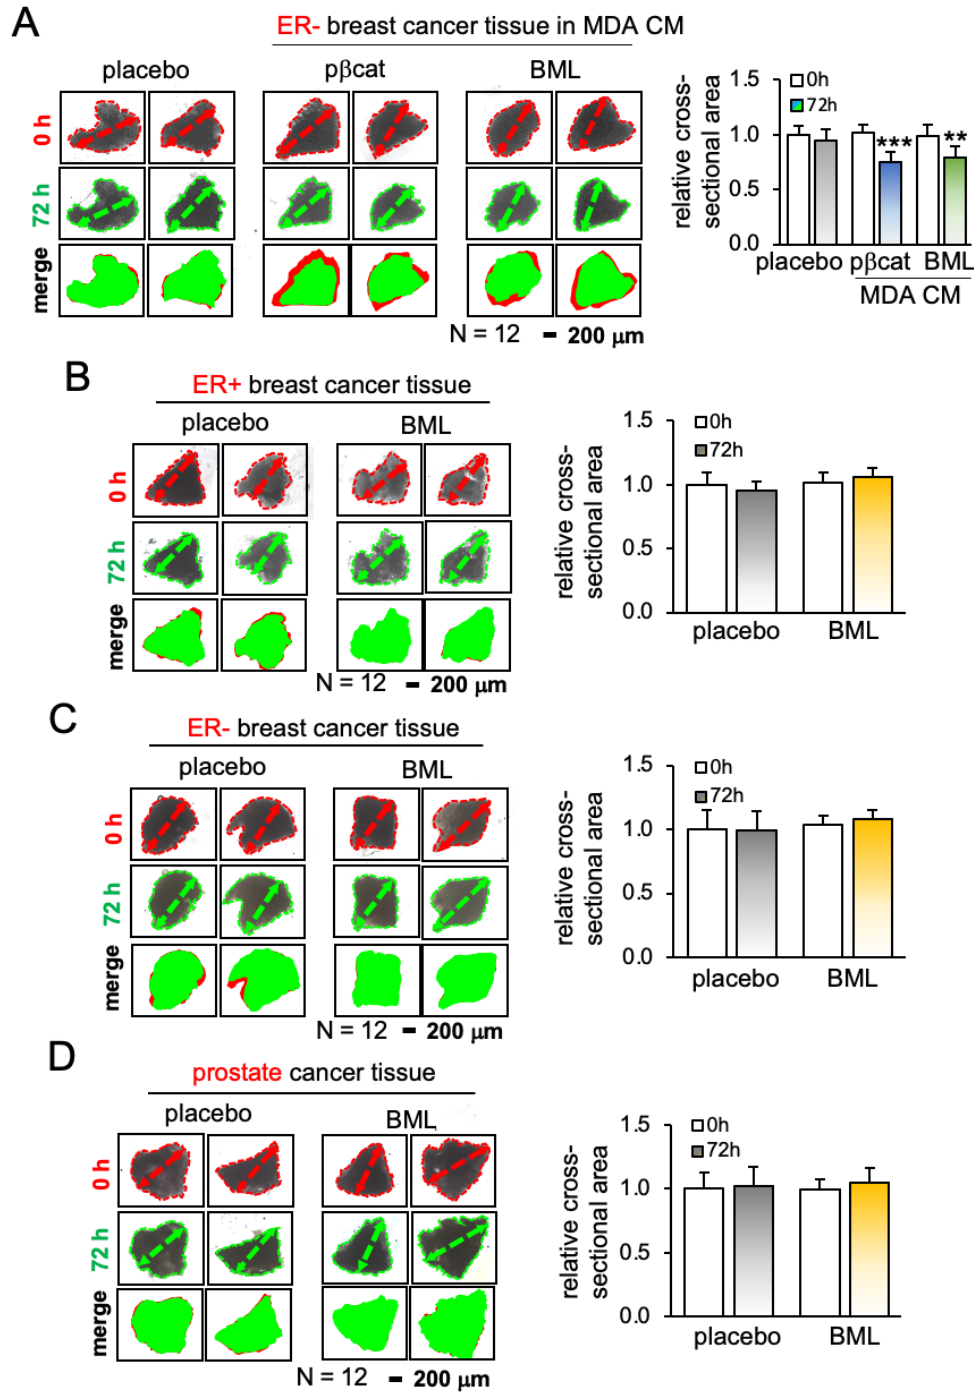 A
ER- breast cancer tissue in MDA CM
placebo
pβcat
BML
0 h
72 h
merge
N = 12
200 μm
relative cross-
sectional area
1.5
1.0
0.5
0.0
0h
72h
***
**
placebo
pβcat
BML
MDA CM
B
ER+ breast cancer tissue
placebo
BML
0 h
72 h
merge
N = 12
200 μm
relative cross-
sectional area
1.5
1.0
0.5
0.0
0h
72h
placebo
BML
C
ER- breast cancer tissue
placebo
BML
0 h
72 h
merge
N = 12
200 μm
relative cross-
sectional area
1.5
1.0
0.5
0.0
0h
72h
placebo
BML
D
prostate cancer tissue
placebo
BML
0 h
72 h
merge
N = 12
200 μm
relative cross-
sectional area
1.5
1.0
0.5
0.0
0h
72h
placebo
BML